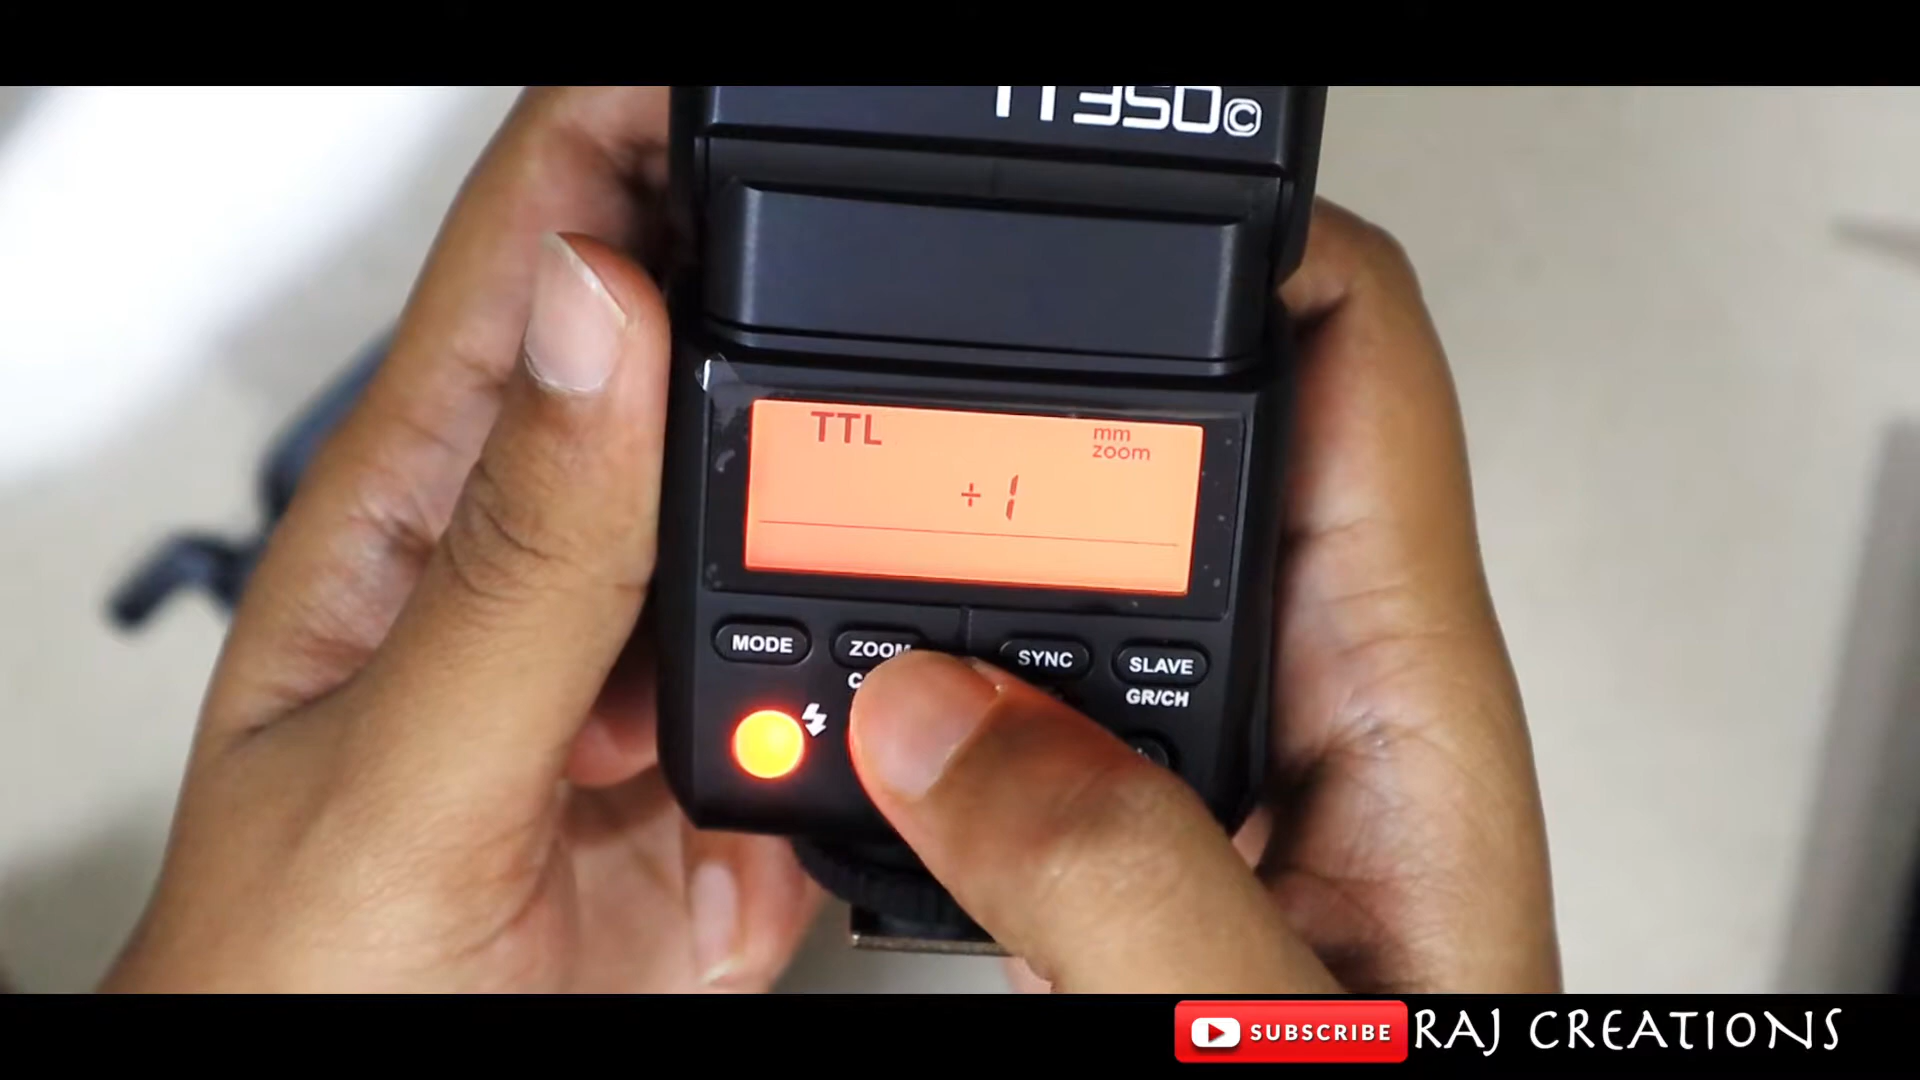 TT350C
TTL
mm
zoom
+1
MODE
ZOOM
SYNC
SLAVE
GR/CH
SUBSCRIBE
RAJ CREATIONS